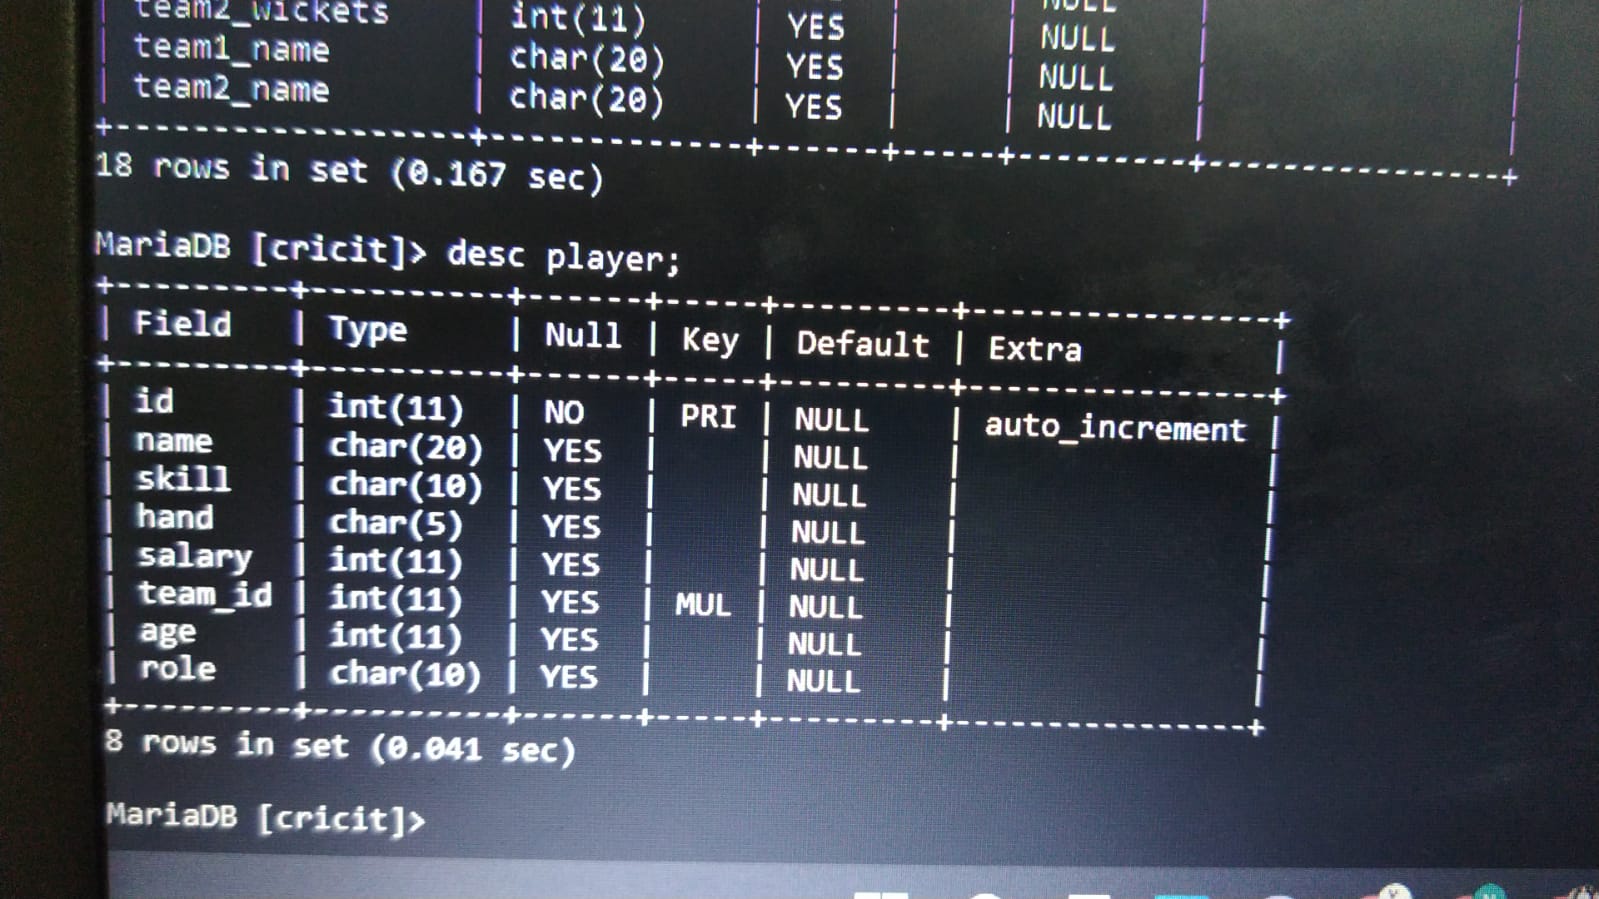 team2_wickets | int(11) | YES | | NULL | |
| team1_name | char(20) | YES | | NULL | |
| team2_name | char(20) | YES | | NULL | |
+------------------+-------------+------+-----+---------+----------------+
18 rows in set (0.167 sec)
MariaDB [cricit]> desc player;
+---------+----------+------+-----+---------+----------------+
| Field | Type | Null | Key | Default | Extra |
+---------+----------+------+-----+---------+----------------+
| id | int(11) | NO | PRI | NULL | auto_increment |
| name | char(20) | YES | | NULL | |
| skill | char(10) | YES | | NULL | |
| hand | char(5) | YES | | NULL | |
| salary | int(11) | YES | | NULL | |
| team_id | int(11) | YES | MUL | NULL | |
| age | int(11) | YES | | NULL | |
| role | char(10) | YES | | NULL | |
+---------+----------+------+-----+---------+----------------+
8 rows in set (0.041 sec)
MariaDB [cricit]>